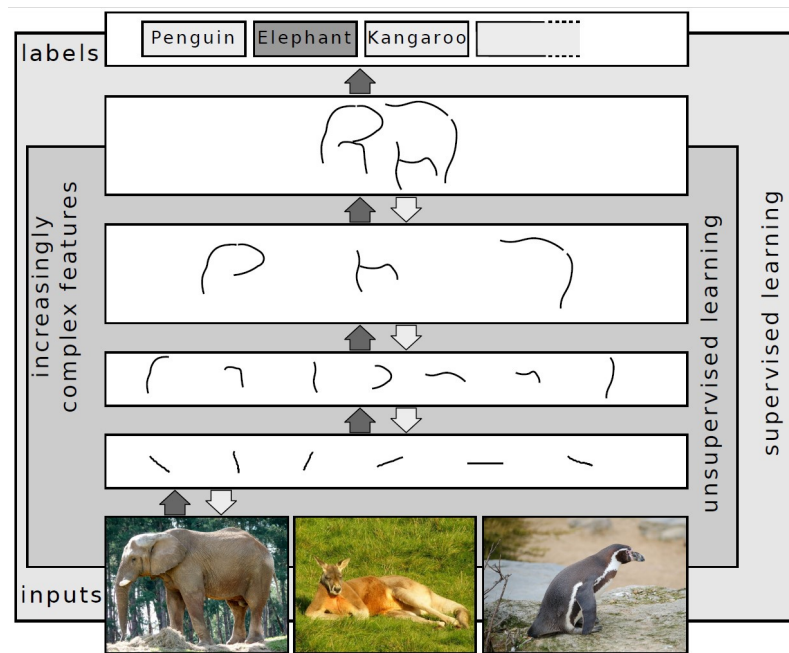 labels
Penguin
Elephant
Kangaroo
increasingly
complex features
unsupervised learning
supervised learning
inputs